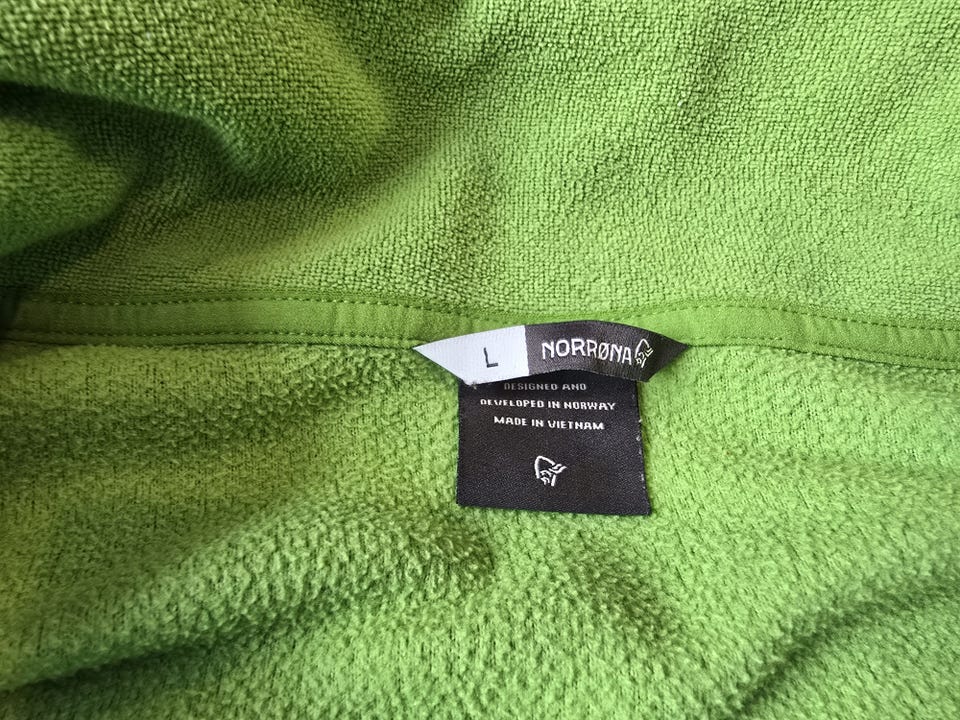 L
NORRØNA
DESIGNED AND
DEVELOPED IN NORWAY
MADE IN VIETNAM